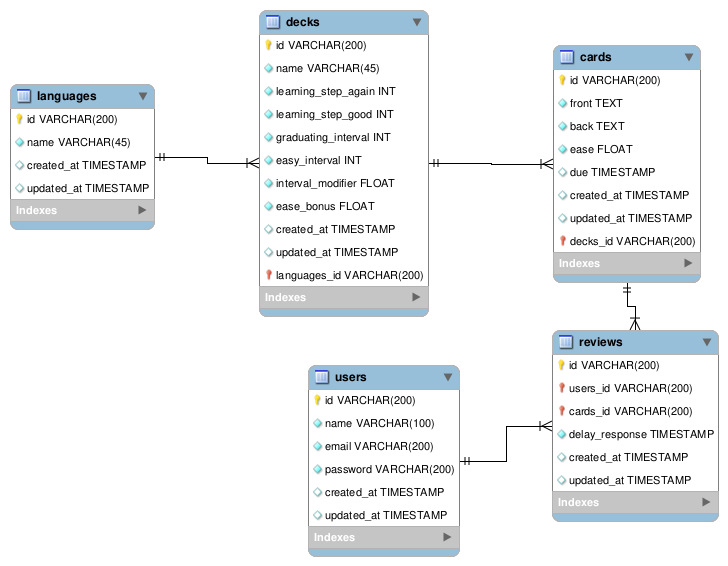 languages
id VARCHAR(200)
name VARCHAR(45)
created_at TIMESTAMP
updated_at TIMESTAMP
Indexes
decks
id VARCHAR(200)
name VARCHAR(45)
learning_step_again INT
learning_step_good INT
graduating_interval INT
easy_interval INT
interval_modifier FLOAT
ease_bonus FLOAT
created_at TIMESTAMP
updated_at TIMESTAMP
languages_id VARCHAR(200)
Indexes
cards
id VARCHAR(200)
front TEXT
back TEXT
ease FLOAT
due TIMESTAMP
created_at TIMESTAMP
updated_at TIMESTAMP
decks_id VARCHAR(200)
Indexes
users
id VARCHAR(200)
name VARCHAR(100)
email VARCHAR(200)
password VARCHAR(200)
created_at TIMESTAMP
updated_at TIMESTAMP
Indexes
reviews
id VARCHAR(200)
users_id VARCHAR(200)
cards_id VARCHAR(200)
delay_response TIMESTAMP
created_at TIMESTAMP
updated_at TIMESTAMP
Indexes